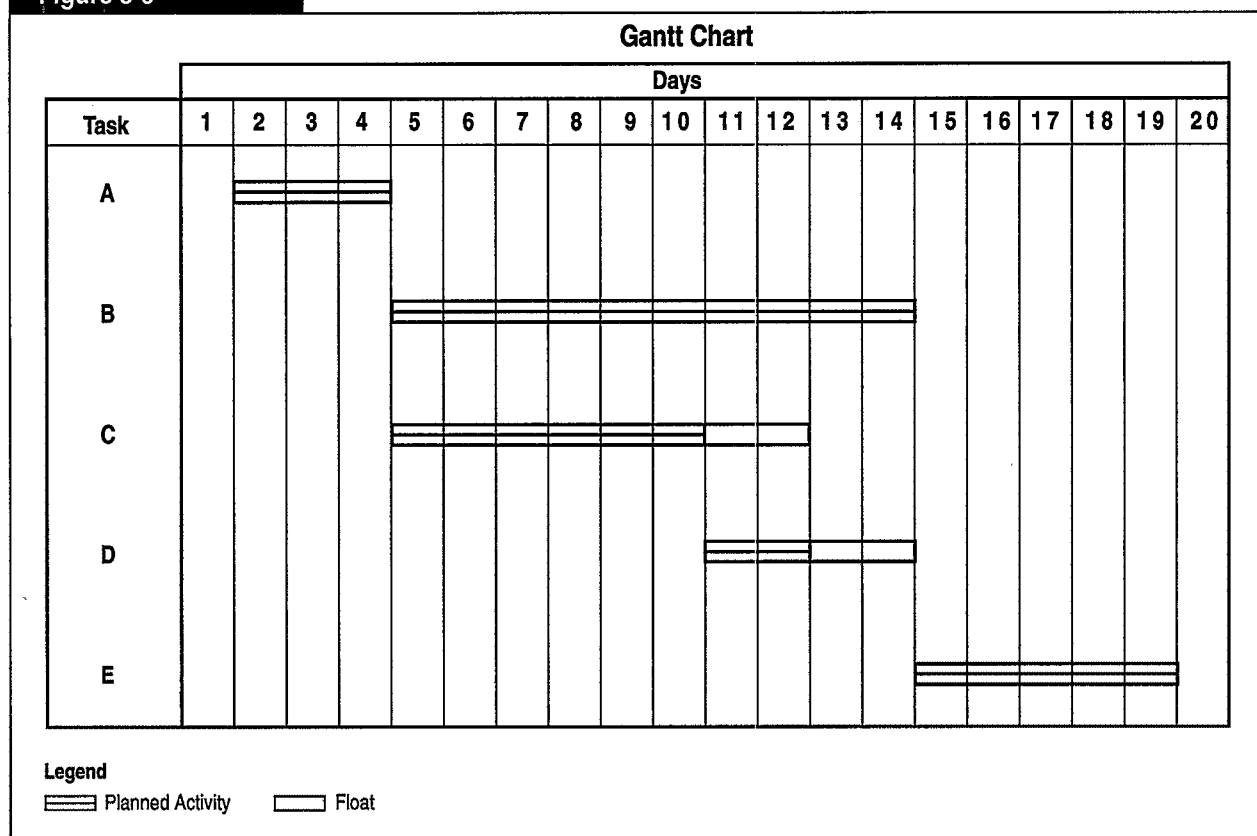 Gantt Chart
Days
Task 1 2 3 4 5 6 7 8 9 10 11 12 13 14 15 16 17 18 19 20
A
B
C
D
E
Legend
Planned Activity Float